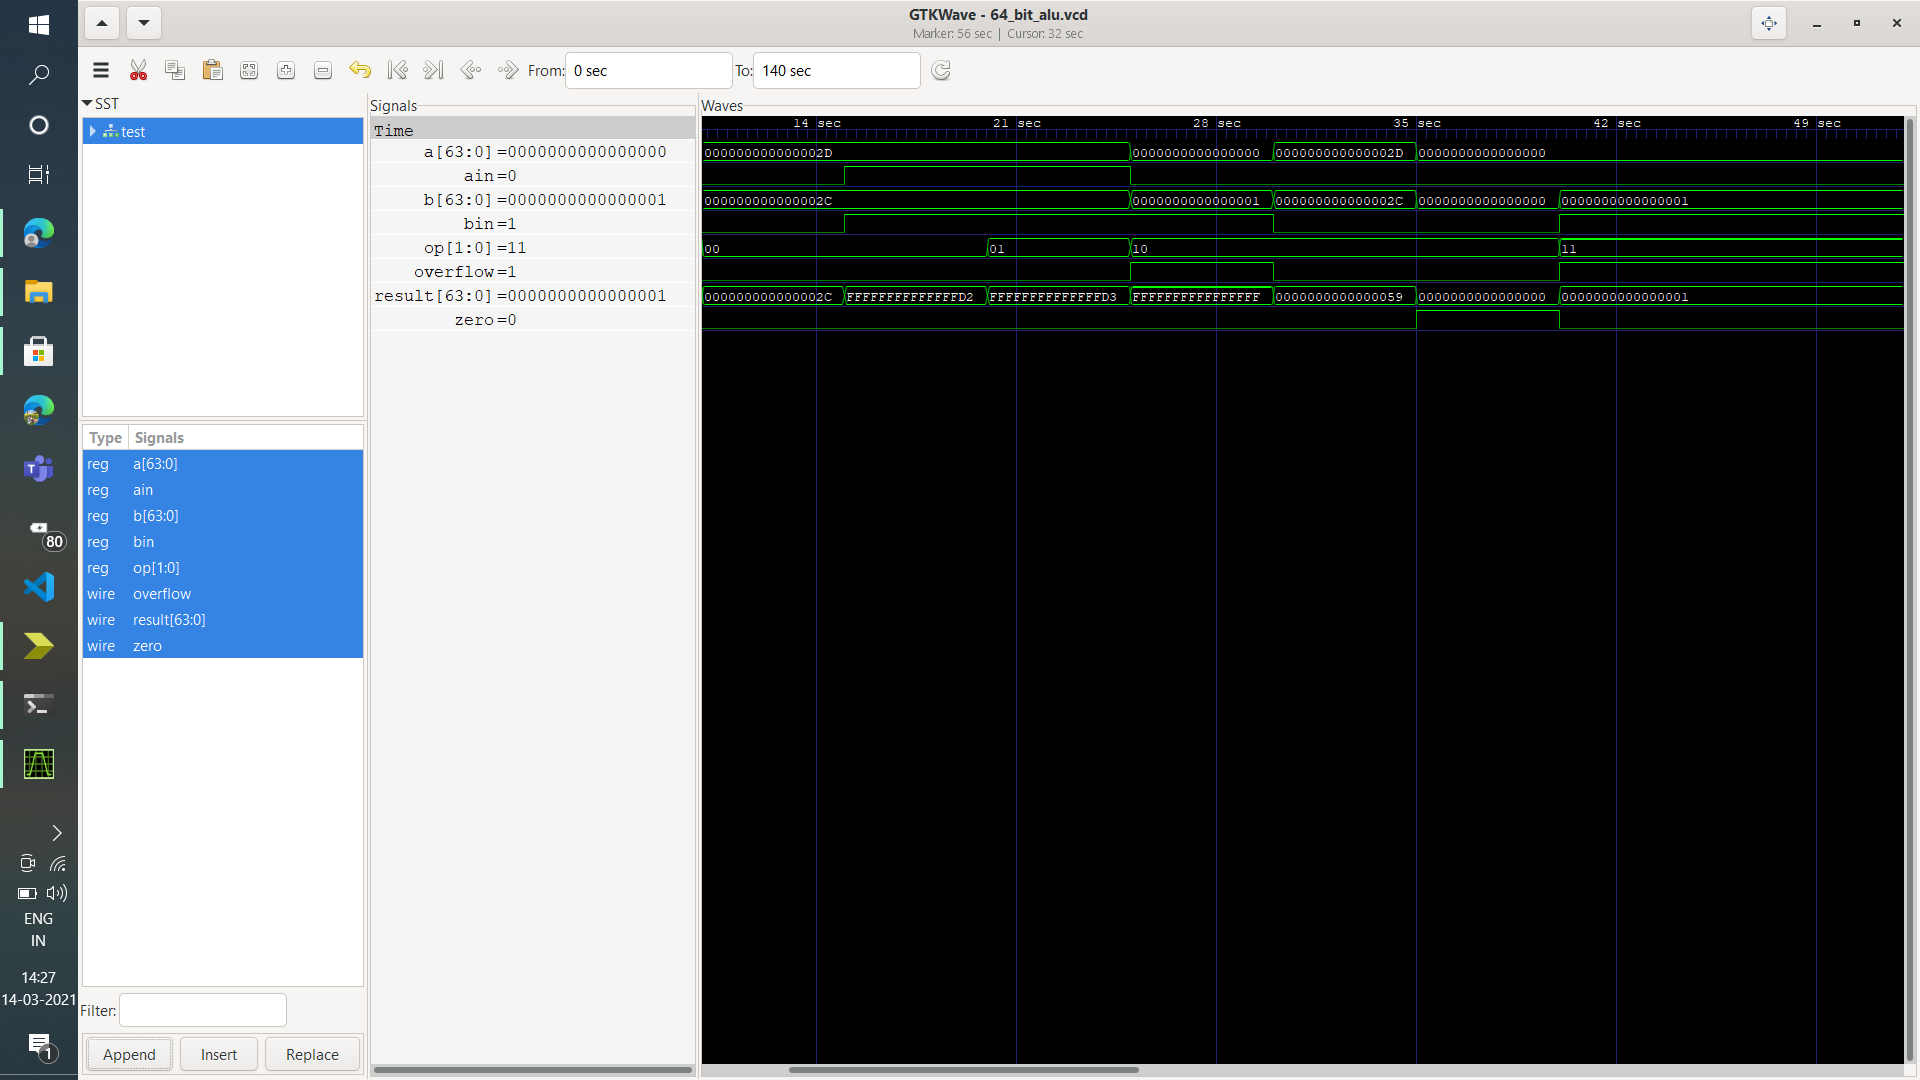 GTKWave - 64_bit_alu.vcd
Marker: 56 sec | Cursor: 32 sec
From: 0 sec To: 140 sec
SST
test
Type Signals
reg a[63:0]
reg ain
reg b[63:0]
reg bin
reg op[1:0]
wire overflow
wire result[63:0]
wire zero
Filter:
Append Insert Replace
Signals
Time
a[63:0]=0000000000000000
ain=0
b[63:0]=0000000000000001
bin=1
op[1:0]=11
overflow=1
result[63:0]=0000000000000001
zero=0
Waves
14 sec 21 sec 28 sec 35 sec 42 sec 49 sec
000000000000002D 0000000000000000 000000000000002D 0000000000000000
000000000000002C 0000000000000001 000000000000002C 0000000000000000 0000000000000001
00 01 10 11
000000000000002C FFFFFFFFFFFFFFD2 FFFFFFFFFFFFFFD3 FFFFFFFFFFFFFFFF 0000000000000059 0000000000000000 0000000000000001
80
ENG
IN
14:27
14-03-2021
1